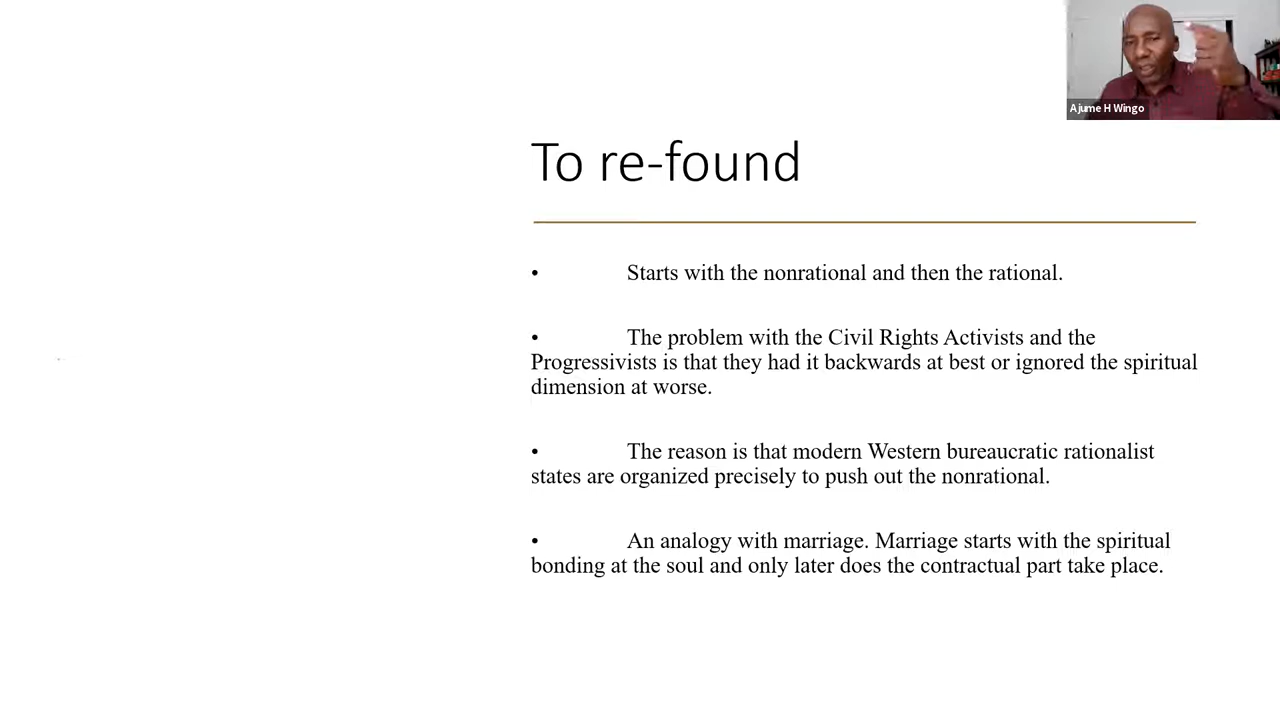 Ajume H Wingo
To re-found
• Starts with the nonrational and then the rational.
• The problem with the Civil Rights Activists and the
Progressivists is that they had it backwards at best or ignored the spiritual
dimension at worse.
• The reason is that modern Western bureaucratic rationalist
states are organized precisely to push out the nonrational.
• An analogy with marriage. Marriage starts with the spiritual
bonding at the soul and only later does the contractual part take place.